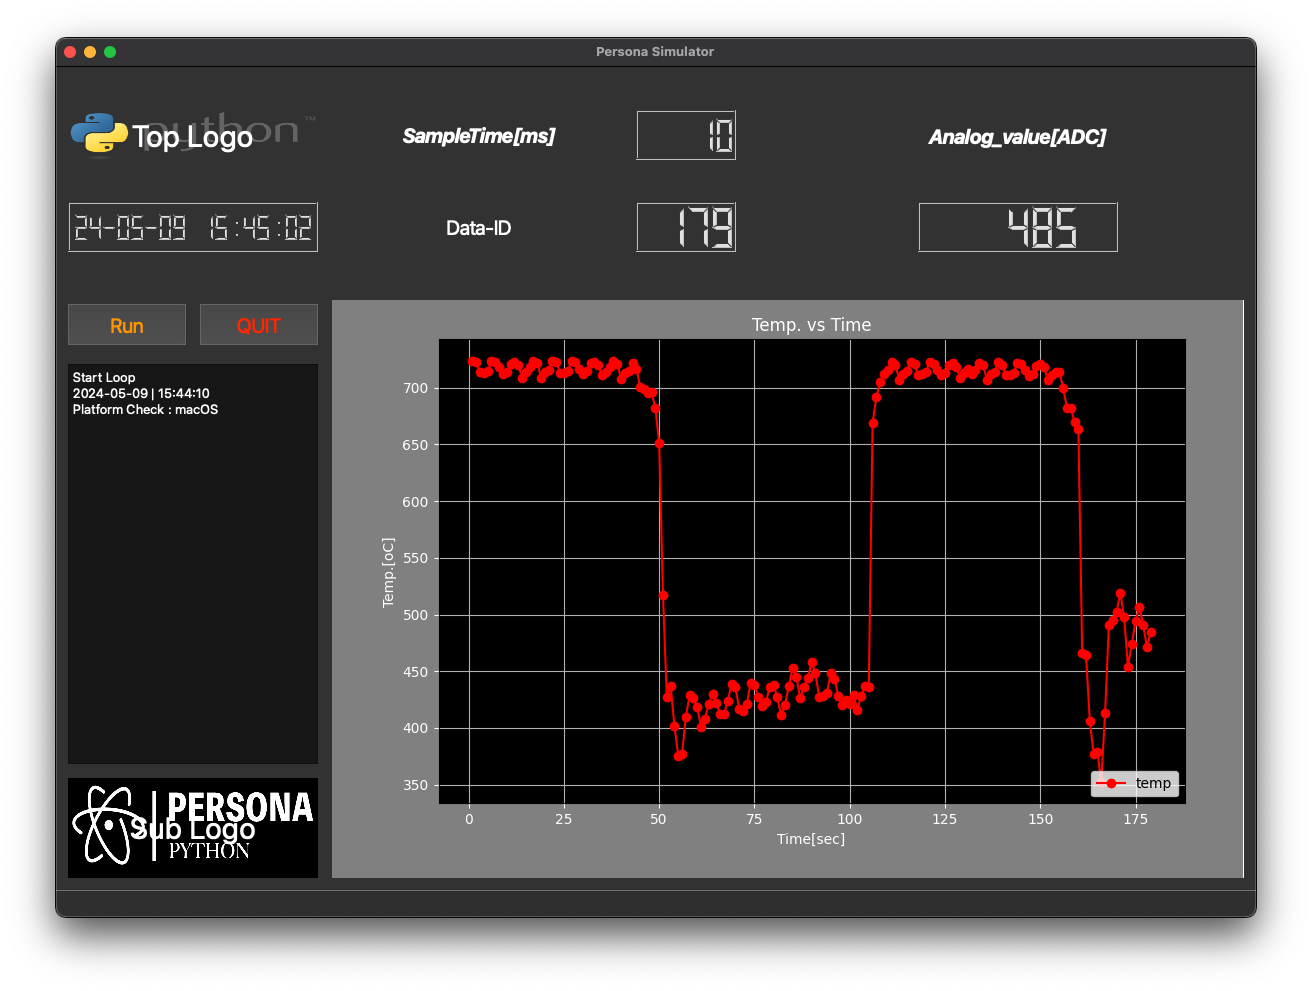 Persona Simulator
python™
Top Logo
SampleTime[ms]
10
Analog_value[ADC]
24-05-09 15:45:02
Data-ID
179
485
Run
QUIT
Start Loop
2024-05-09 | 15:44:10
Platform Check : macOS
Temp. vs Time
700
650
600
550
500
450
400
350
Temp.[oC]
0 25 50 75 100 125 150 175
Time[sec]
temp
PERSONA
Sub Logo
PYTHON